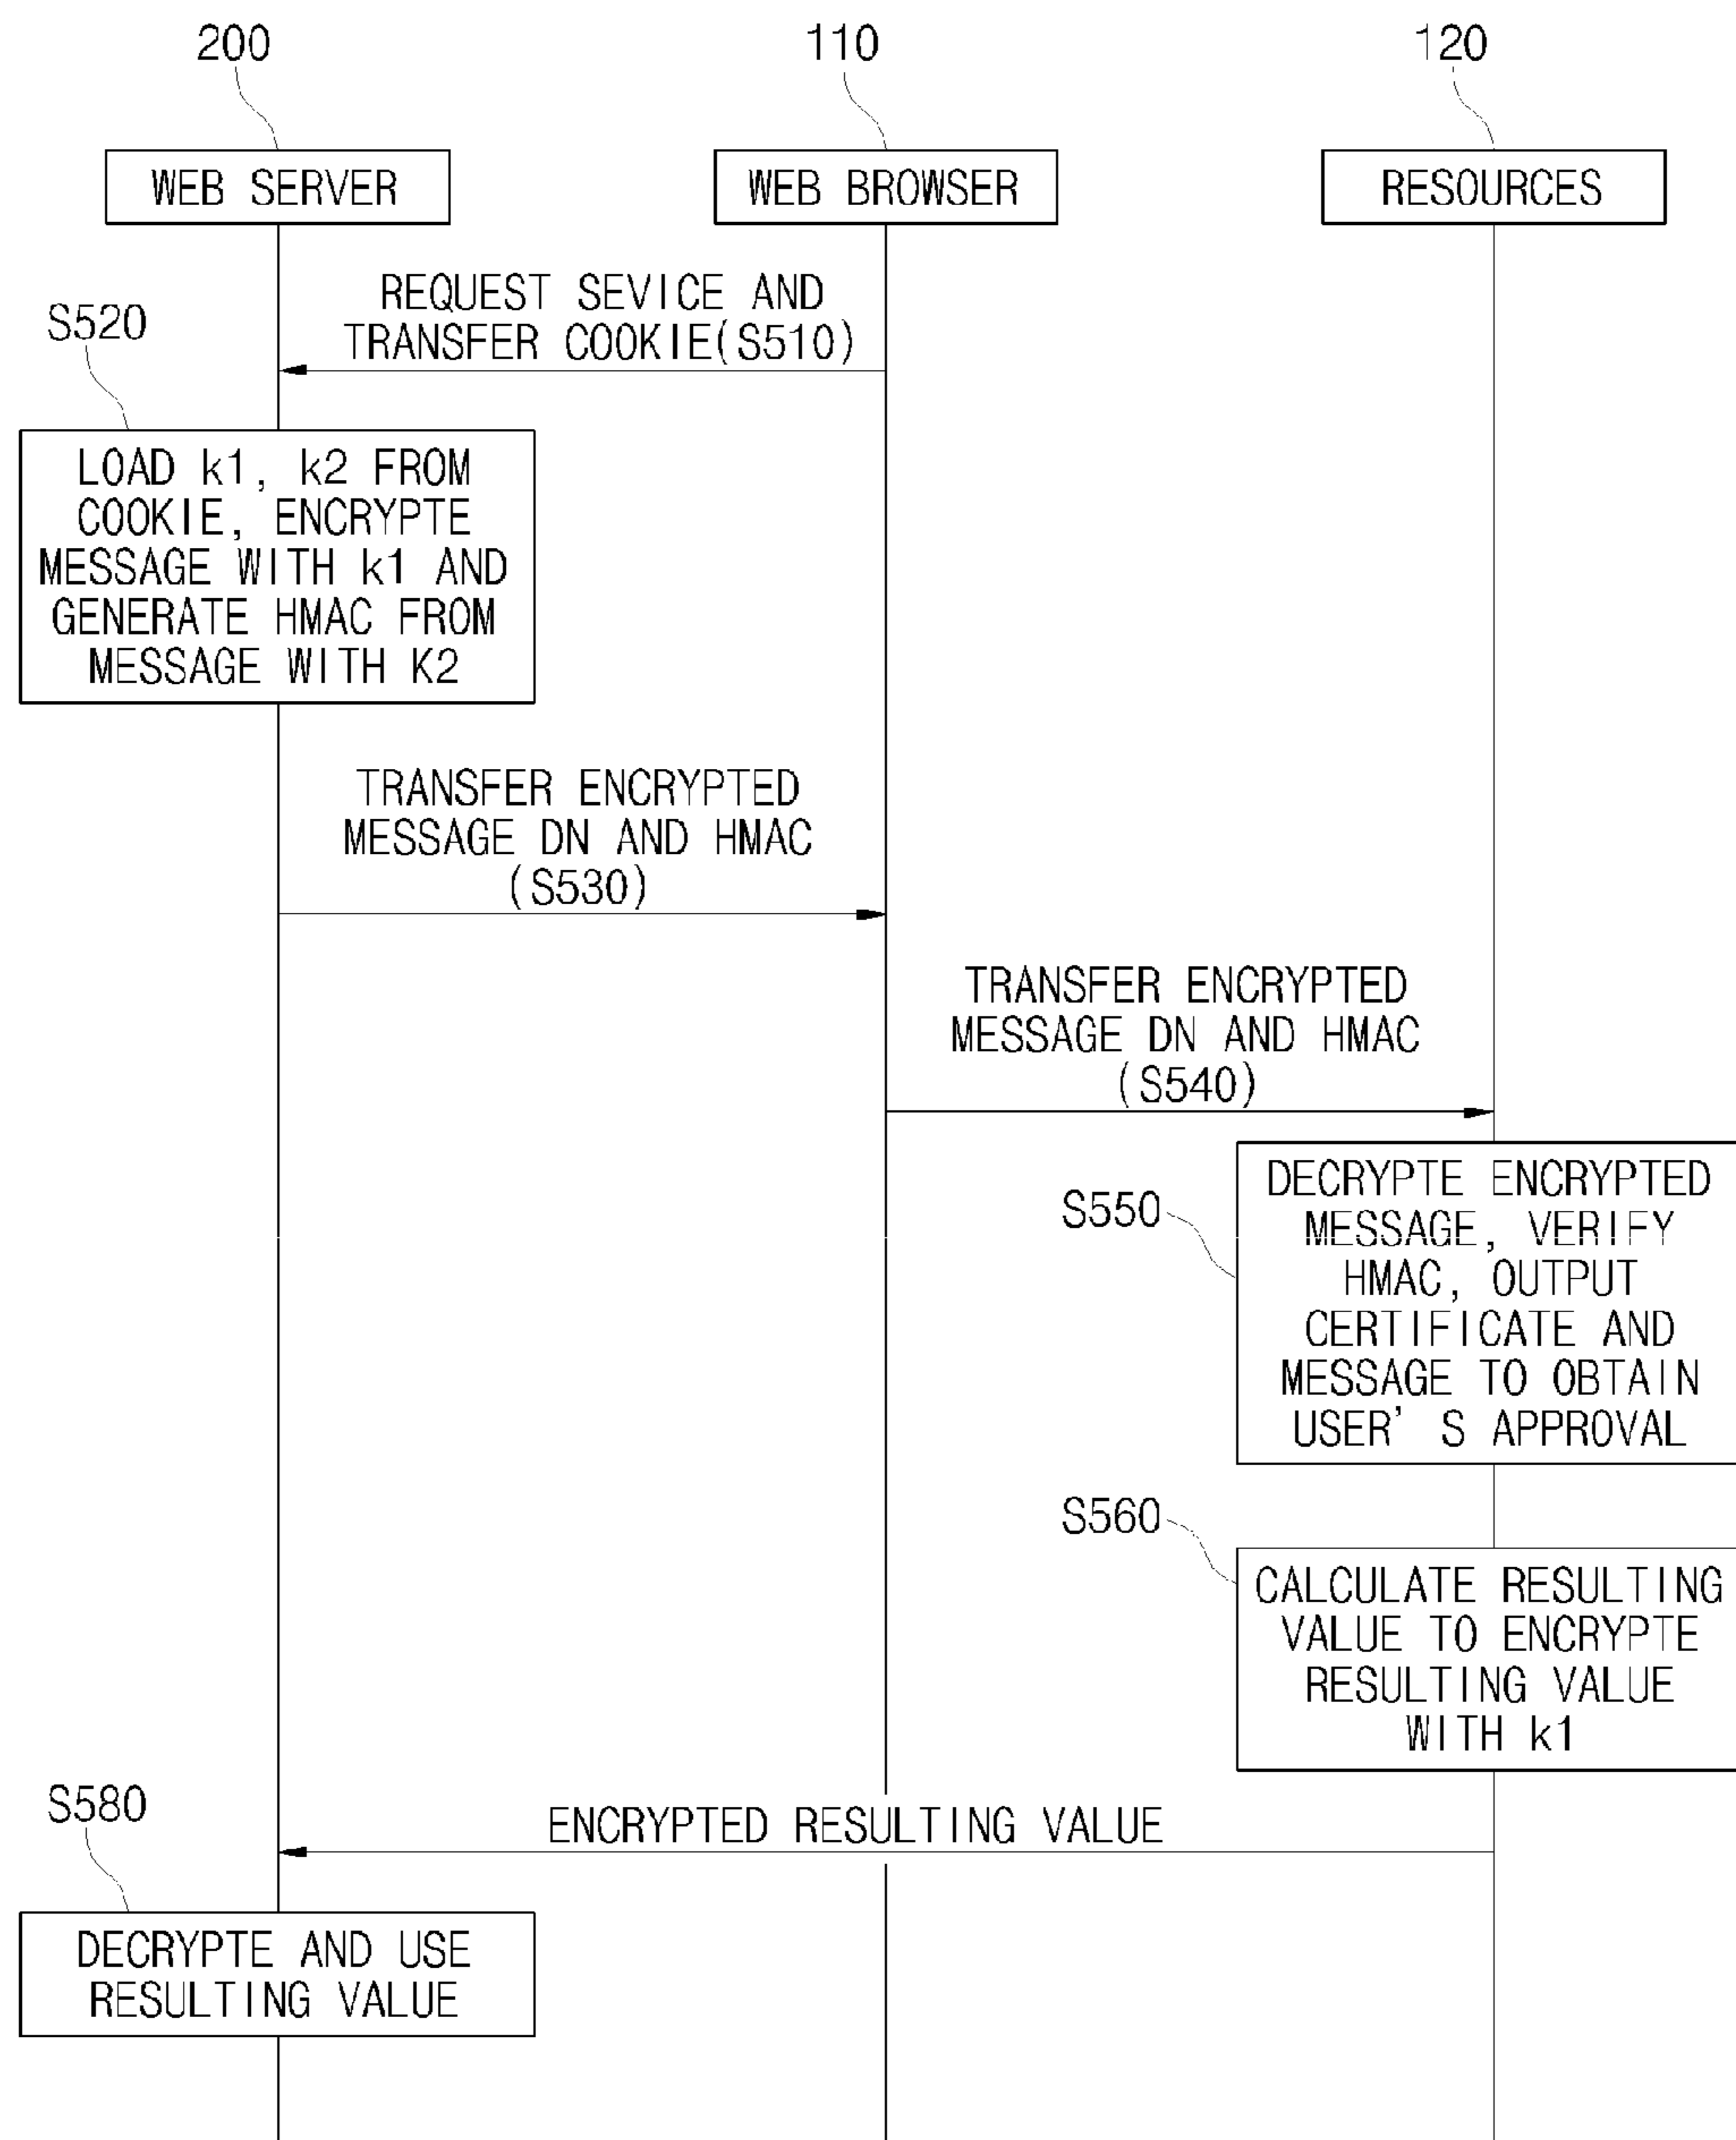 200
110
120
WEB SERVER
WEB BROWSER
RESOURCES
REQUEST SEVICE AND
TRANSFER COOKIE(S510)
S520
LOAD k1, k2 FROM
COOKIE, ENCRYPTE
MESSAGE WITH k1 AND
GENERATE HMAC FROM
MESSAGE WITH K2
TRANSFER ENCRYPTED
MESSAGE DN AND HMAC
(S530)
TRANSFER ENCRYPTED
MESSAGE DN AND HMAC
(S540)
S550
DECRYPTE ENCRYPTED
MESSAGE, VERIFY
HMAC, OUTPUT
CERTIFICATE AND
MESSAGE TO OBTAIN
USER' S APPROVAL
S560
CALCULATE RESULTING
VALUE TO ENCRYPTE
RESULTING VALUE
WITH k1
S580
ENCRYPTED RESULTING VALUE
DECRYPTE AND USE
RESULTING VALUE